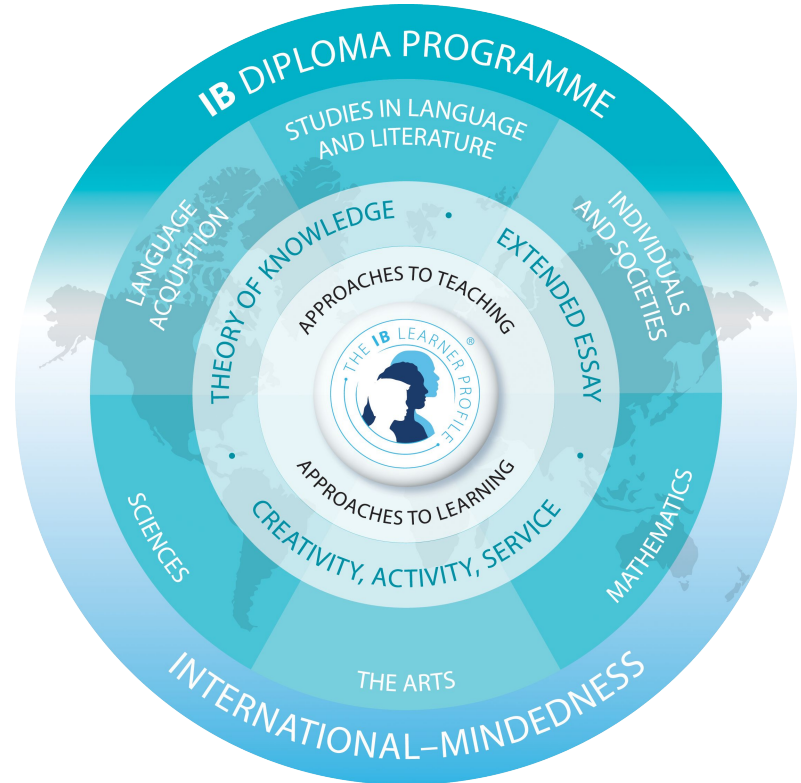 IB DIPLOMA PROGRAMME
STUDIES IN LANGUAGE
AND LITERATURE
LANGUAGE
ACQUISITION
INDIVIDUALS
AND SOCIETIES
THEORY OF KNOWLEDGE •
EXTENDED ESSAY •
APPROACHES TO TEACHING
• THE IB LEARNER PROFILE • ®
APPROACHES TO LEARNING
CREATIVITY, ACTIVITY, SERVICE •
SCIENCES
MATHEMATICS
THE ARTS
INTERNATIONAL–MINDEDNESS